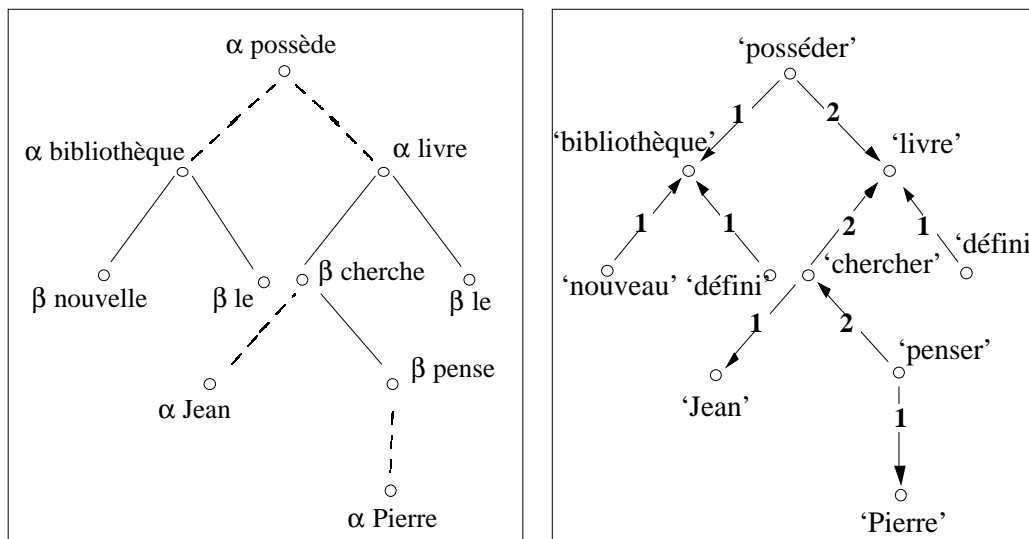 α possède
α bibliothèque
α livre
β nouvelle
β le
β cherche
β le
α Jean
β pense
α Pierre
‘posséder’
1
2
‘bibliothèque’
‘livre’
1
1
2
1
‘nouveau’
‘défini’
‘chercher’
‘défini
1
2
‘penser’
‘Jean’
1
‘Pierre’